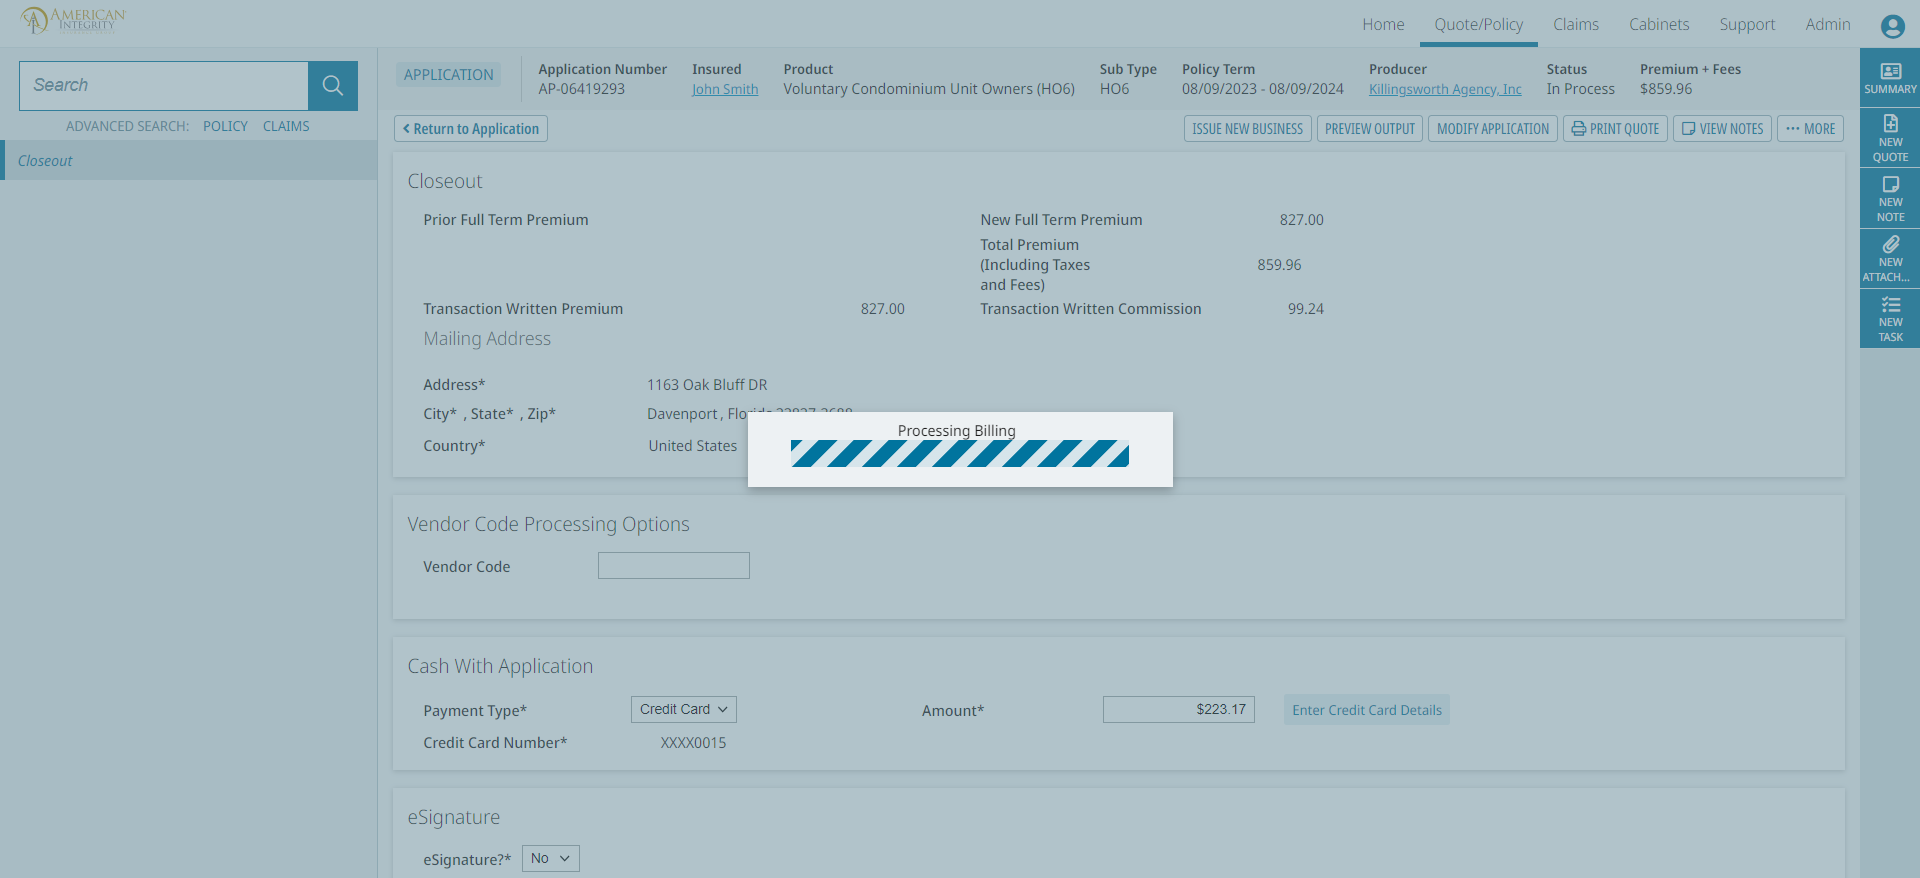 AMERICAN
INTEGRITY
Home
Quote/Policy
Claims
Cabinets
Support
Admin
Search
ADVANCED SEARCH: POLICY CLAIMS
Closeout
APPLICATION
Application Number
AP-06419293
Insured
John Smith
Product
Voluntary Condominium Unit Owners (HO6)
Sub Type
HO6
Policy Term
08/09/2023 - 08/09/2024
Producer
Killingsworth Agency, Inc
Status
In Process
Premium + Fees
$859.96
Return to Application
ISSUE NEW BUSINESS
PREVIEW OUTPUT
MODIFY APPLICATION
PRINT QUOTE
VIEW NOTES
MORE
SUMMARY
NEW
QUOTE
NEW
NOTE
NEW
ATTACH...
NEW
TASK
Closeout
Prior Full Term Premium
New Full Term Premium 827.00
Total Premium
(Including Taxes 859.96
and Fees)
Transaction Written Premium 827.00
Transaction Written Commission 99.24
Mailing Address
Address* 1163 Oak Bluff DR
City* , State* , Zip* Davenport ,
Country* United States
Processing Billing
Vendor Code Processing Options
Vendor Code
Cash With Application
Payment Type* Credit Card
Amount* $223.17
Enter Credit Card Details
Credit Card Number* XXXX0015
eSignature
eSignature?* No